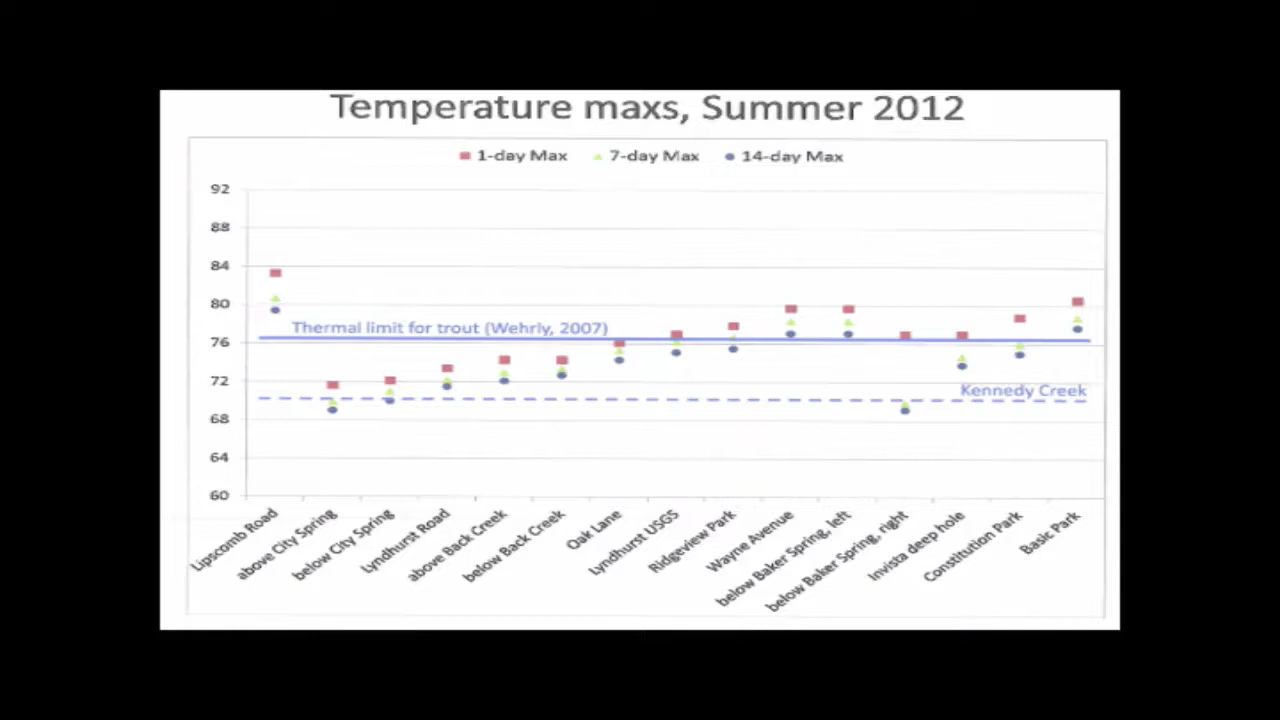 Temperature maxs, Summer 2012
1-day Max 7-day Max 14-day Max
92
88
84
80
Thermal limit for trout (Wehrly, 2007)
76
72
Kennedy Creek
68
64
60
Lipscomb Road
above City Spring
below City Spring
Lyndhurst Road
above Back Creek
below Back Creek
Oak Lane
Lyndhurst USGS
Ridgeview Park
Wayne Avenue
below Baker Spring, left
below Baker Spring, right
Invista deep hole
Constitution Park
Basic Park